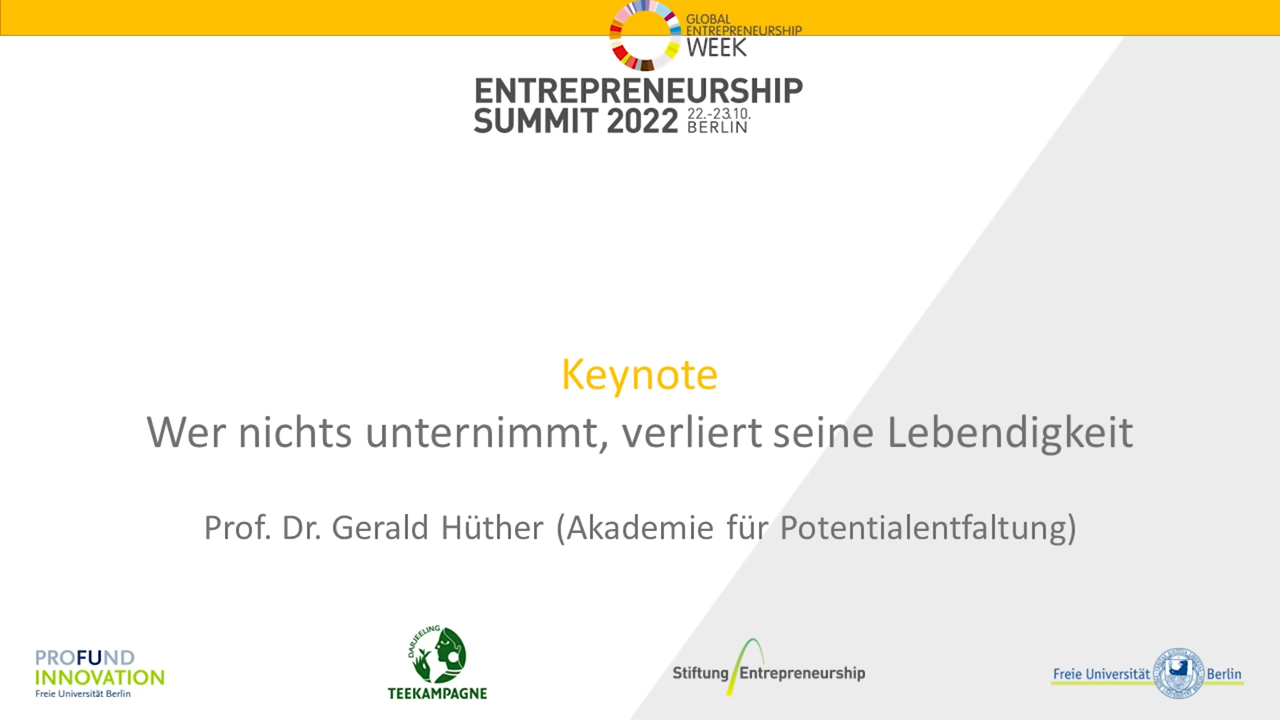 GLOBAL
ENTREPRENEURSHIP
WEEK
ENTREPRENEURSHIP
SUMMIT 2022 22.-23.10.
BERLIN
Keynote
Wer nichts unternimmt, verliert seine Lebendigkeit
Prof. Dr. Gerald Hüther (Akademie für Potentialentfaltung)
PROFUND
INNOVATION
Freie Universität Berlin
DARJEELING
TEEKAMPAGNE
Stiftung Entrepreneurship
Freie Universität Berlin